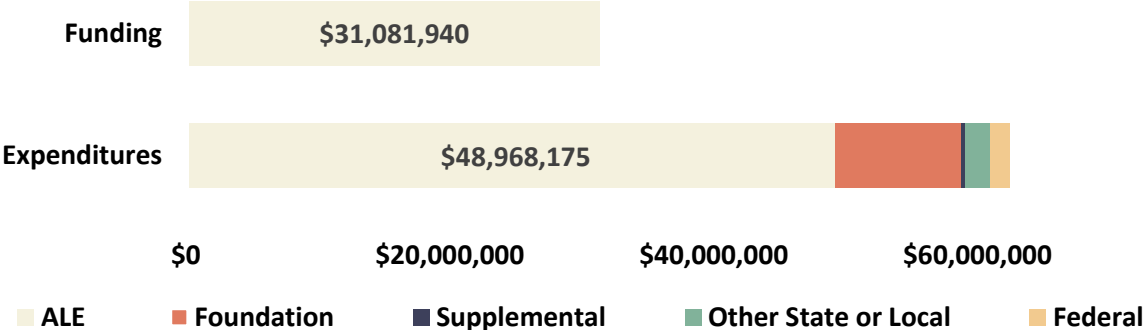 Funding
$31,081,940
Expenditures
$48,968,175
$0 $20,000,000 $40,000,000 $60,000,000
ALE Foundation Supplemental Other State or Local Federal